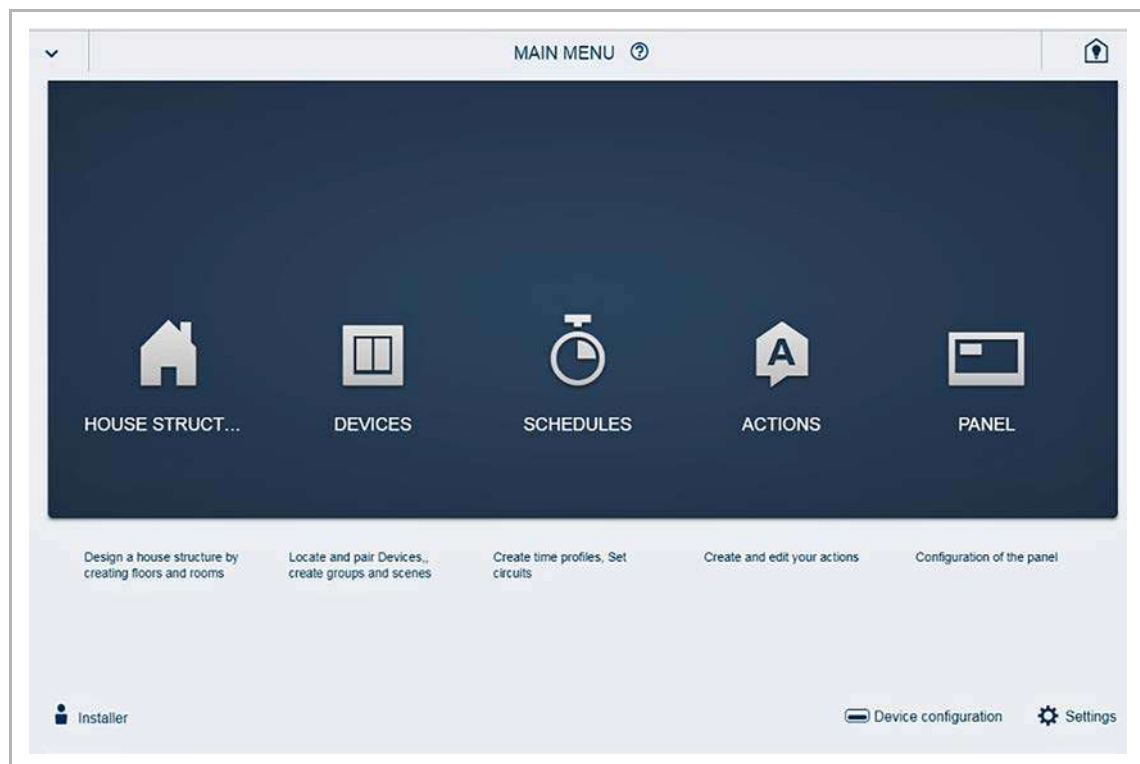 MAIN MENU ?
HOUSE STRUCT...
DEVICES
SCHEDULES
A
ACTIONS
PANEL
Design a house structure by
creating floors and rooms
Locate and pair Devices,,
create groups and scenes
Create time profiles, Set
circuits
Create and edit your actions
Configuration of the panel
Installer
Device configuration
Settings